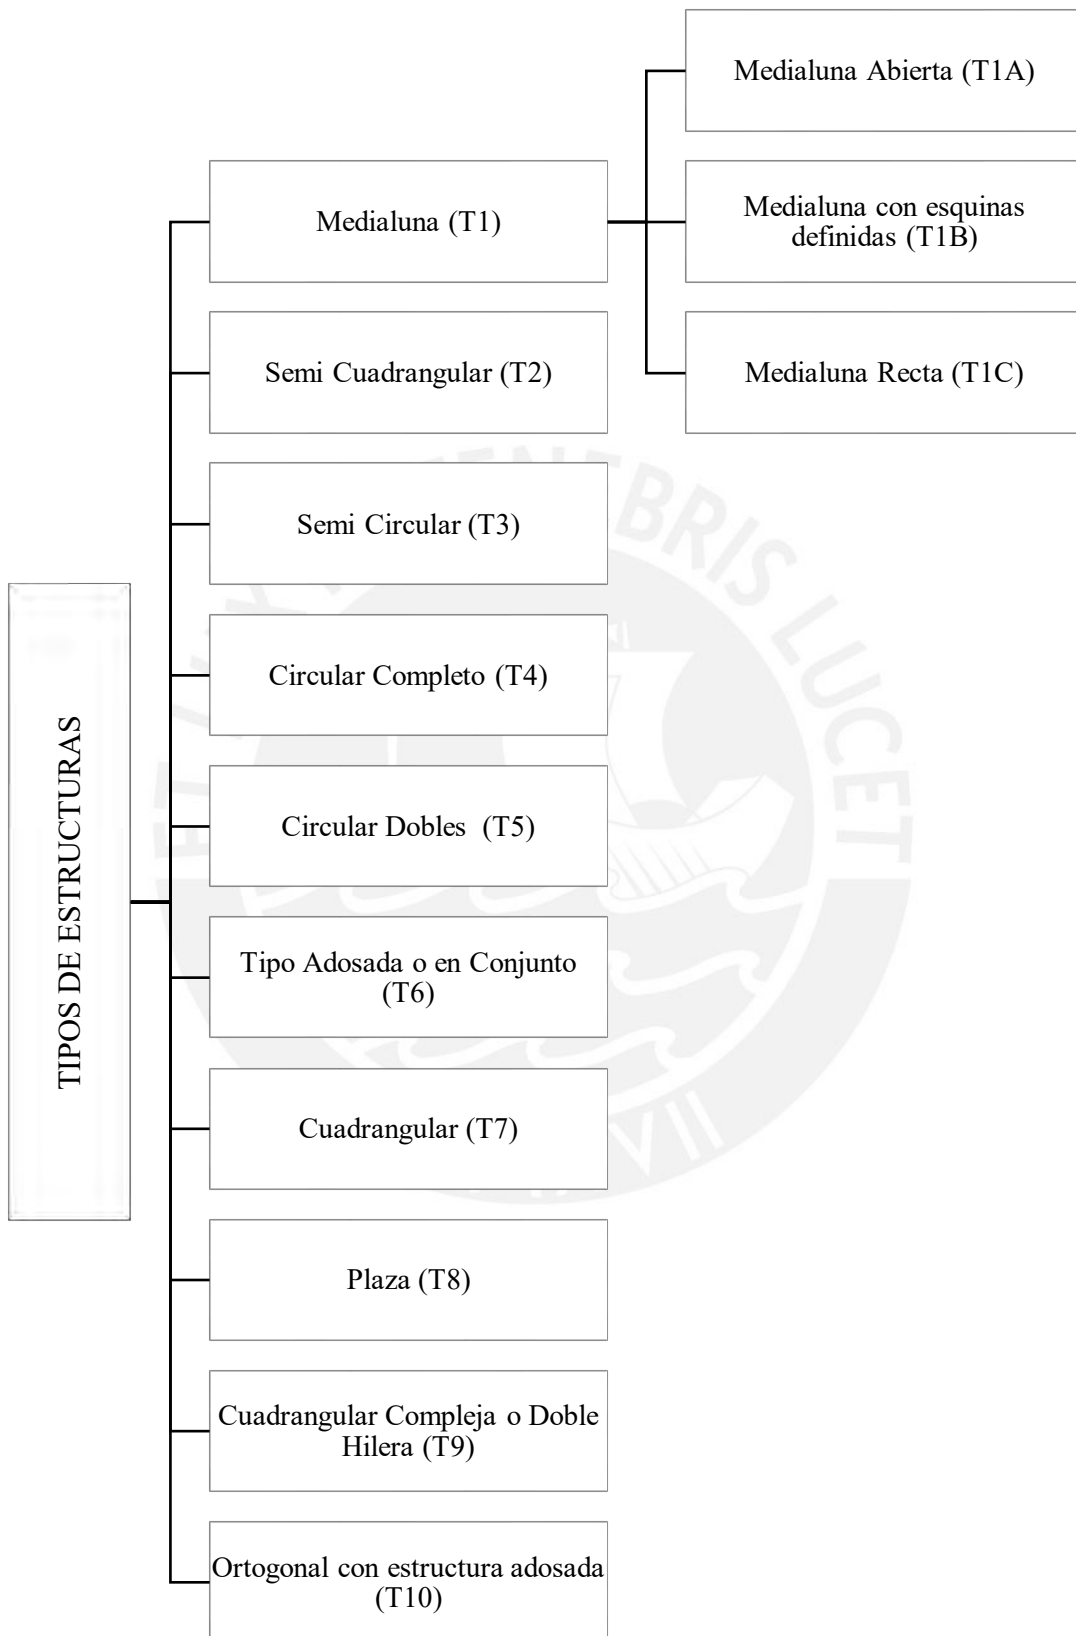 TIPOS DE ESTRUCTURAS
Medialuna (T1)
Medialuna Abierta (T1A)
Medialuna con esquinas
definidas (T1B)
Medialuna Recta (T1C)
Semi Cuadrangular (T2)
Semi Circular (T3)
Circular Completo (T4)
Circular Dobles (T5)
Tipo Adosada o en Conjunto
(T6)
Cuadrangular (T7)
Plaza (T8)
Cuadrangular Compleja o Doble
Hilera (T9)
Ortogonal con estructura adosada
(T10)
LUCET